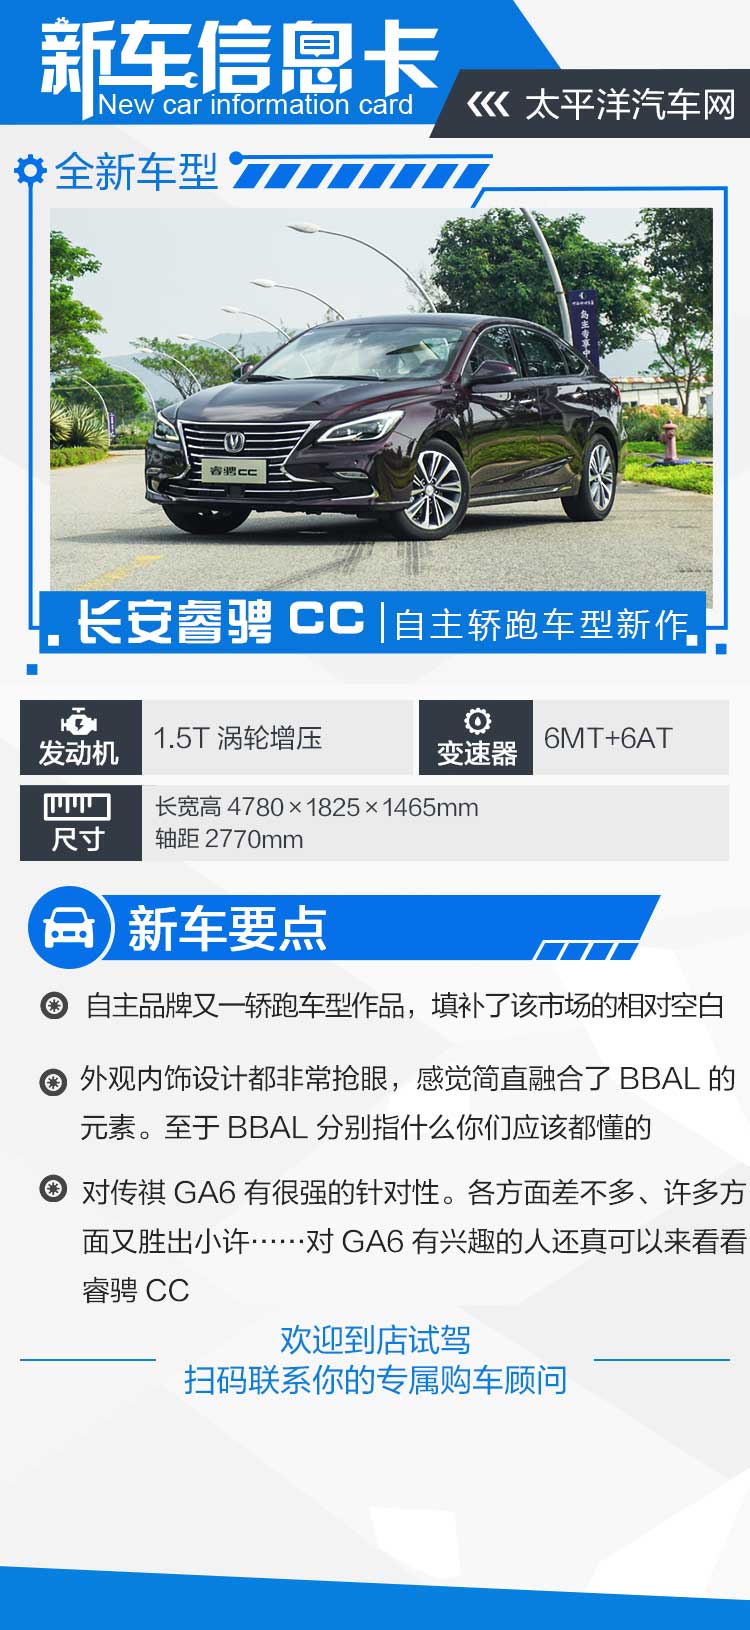 新车信息卡
New car information card
太平洋汽车网
全新车型
岛主专享中
睿骋CC
长安睿骋 CC
自主轿跑车型新作
发动机
1.5T 涡轮增压
变速器
6MT+6AT
尺寸
长宽高 4780×1825×1465mm
轴距 2770mm
新车要点
自主品牌又一轿跑车型作品，填补了该市场的相对空白
外观内饰设计都非常抢眼，感觉简直融合了 BBAL 的
元素。至于 BBAL 分别指什么你们应该都懂的
对传祺 GA6 有很强的针对性。各方面差不多、许多方
面又胜出小许……对 GA6 有兴趣的人还真可以来看看
睿骋 CC
欢迎到店试驾
扫码联系你的专属购车顾问